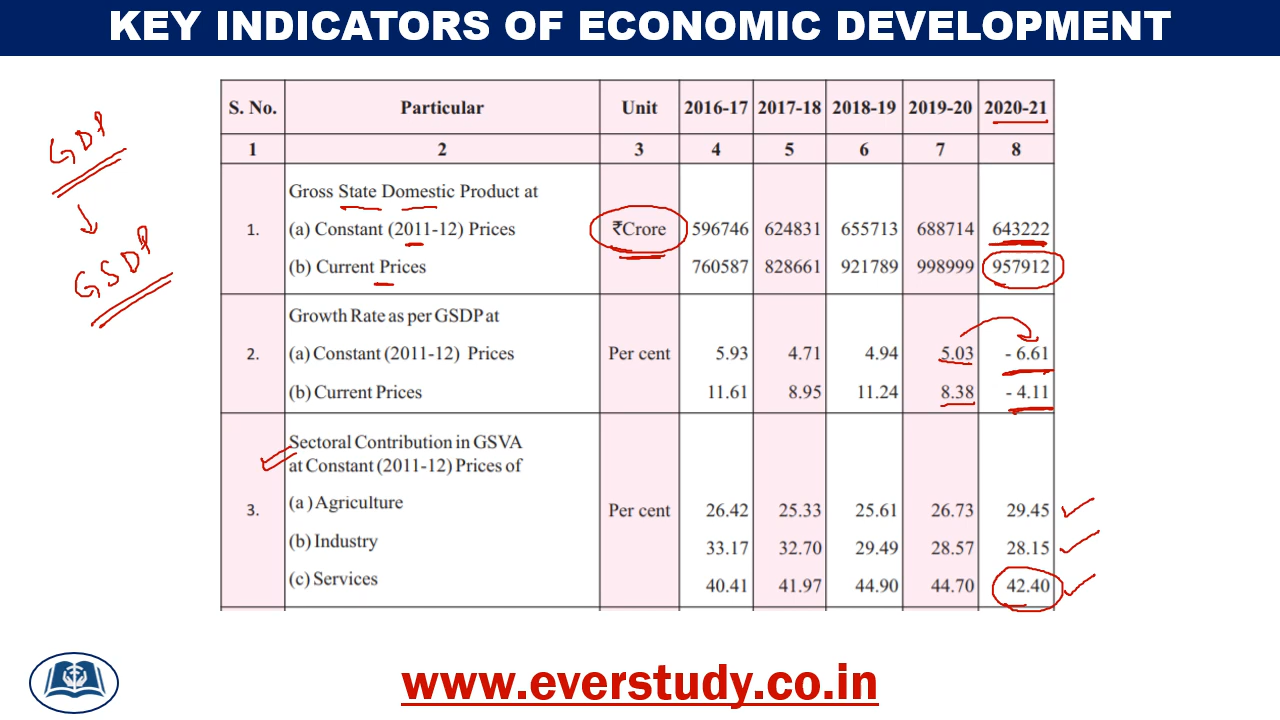 KEY INDICATORS OF ECONOMIC DEVELOPMENT
GDP
GSDP
S. No. Particular Unit 2016-17 2017-18 2018-19 2019-20 2020-21
1 2 3 4 5 6 7 8
Gross State Domestic Product at
1. (a) Constant (2011-12) Prices ₹Crore 596746 624831 655713 688714 643222
(b) Current Prices 760587 828661 921789 998999 957912
Growth Rate as per GSDP at
2. (a) Constant (2011-12) Prices Per cent 5.93 4.71 4.94 5.03 - 6.61
(b) Current Prices 11.61 8.95 11.24 8.38 - 4.11
Sectoral Contribution in GSVA
at Constant (2011-12) Prices of
3. (a )Agriculture Per cent 26.42 25.33 25.61 26.73 29.45
(b) Industry 33.17 32.70 29.49 28.57 28.15
(c) Services 40.41 41.97 44.90 44.70 42.40
www.everstudy.co.in